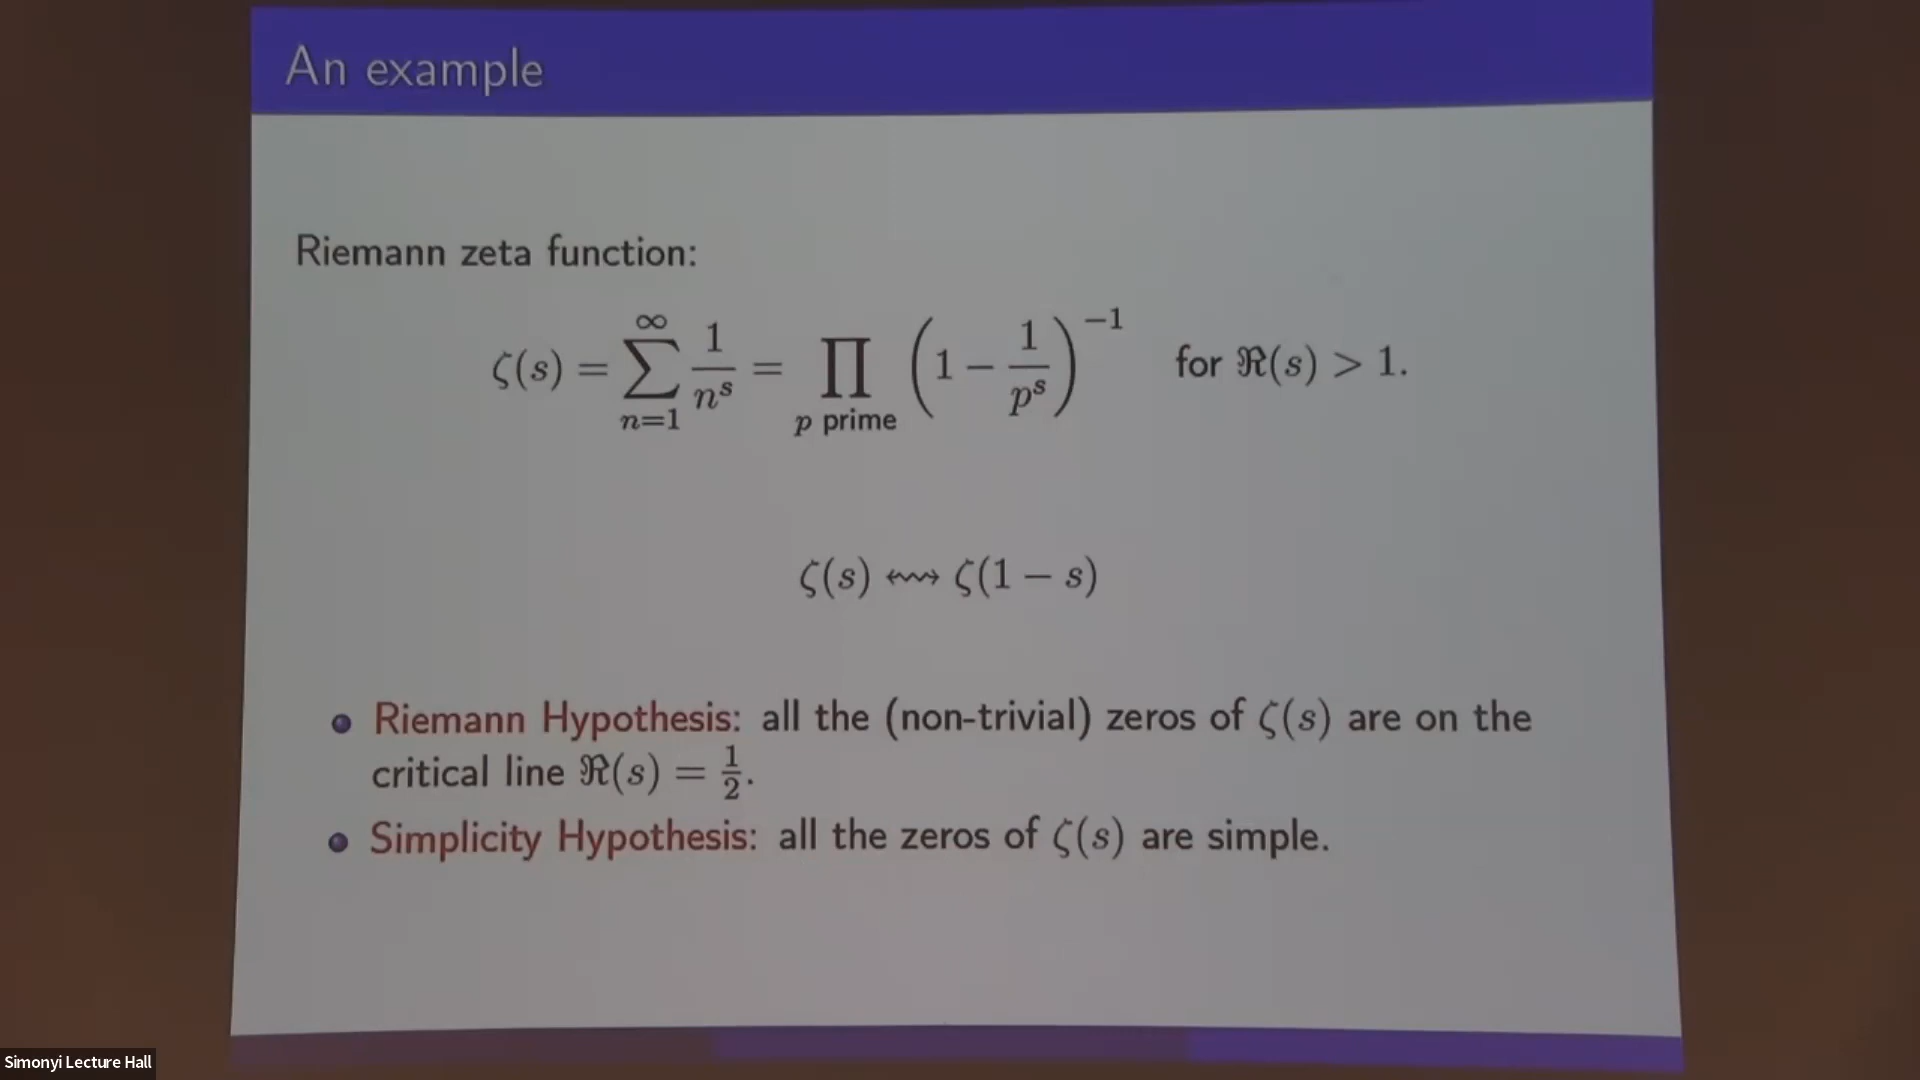 An example
Riemann zeta function:
ζ(s) = ∑_{n=1}^{∞} 1/n^s = ∏_{p prime} (1 − 1/p^s)^{−1} for ℜ(s) > 1.
ζ(s) ↭ ζ(1 − s)
• Riemann Hypothesis: all the (non-trivial) zeros of ζ(s) are on the
critical line ℜ(s) = 1/2.
• Simplicity Hypothesis: all the zeros of ζ(s) are simple.
Simonyi Lecture Hall